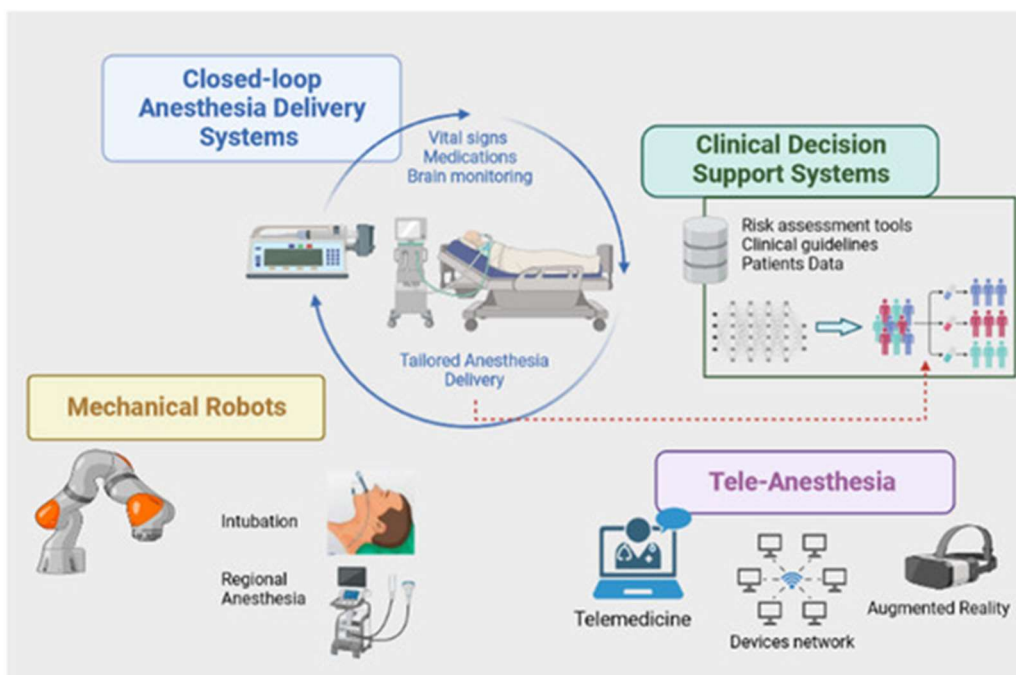 Closed-loop
Anesthesia Delivery
Systems
Vital signs
Medications
Brain monitoring
Clinical Decision
Support Systems
Risk assessment tools
Clinical guidelines
Patients Data
Tailored Anesthesia
Delivery
Mechanical Robots
Intubation
Regional
Anesthesia
Tele-Anesthesia
Telemedicine
Devices network
Augmented Reality